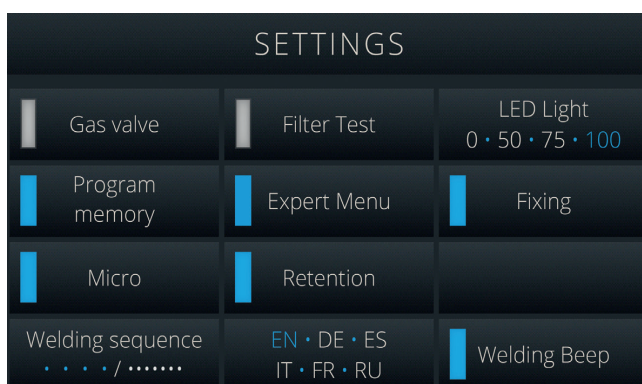 SETTINGS
Gas valve
Filter Test
LED Light
0 · 50 · 75 · 100
Program
memory
Expert Menu
Fixing
Micro
Retention
Welding sequence
· · · · / ·······
EN · DE · ES
IT · FR · RU
Welding Beep